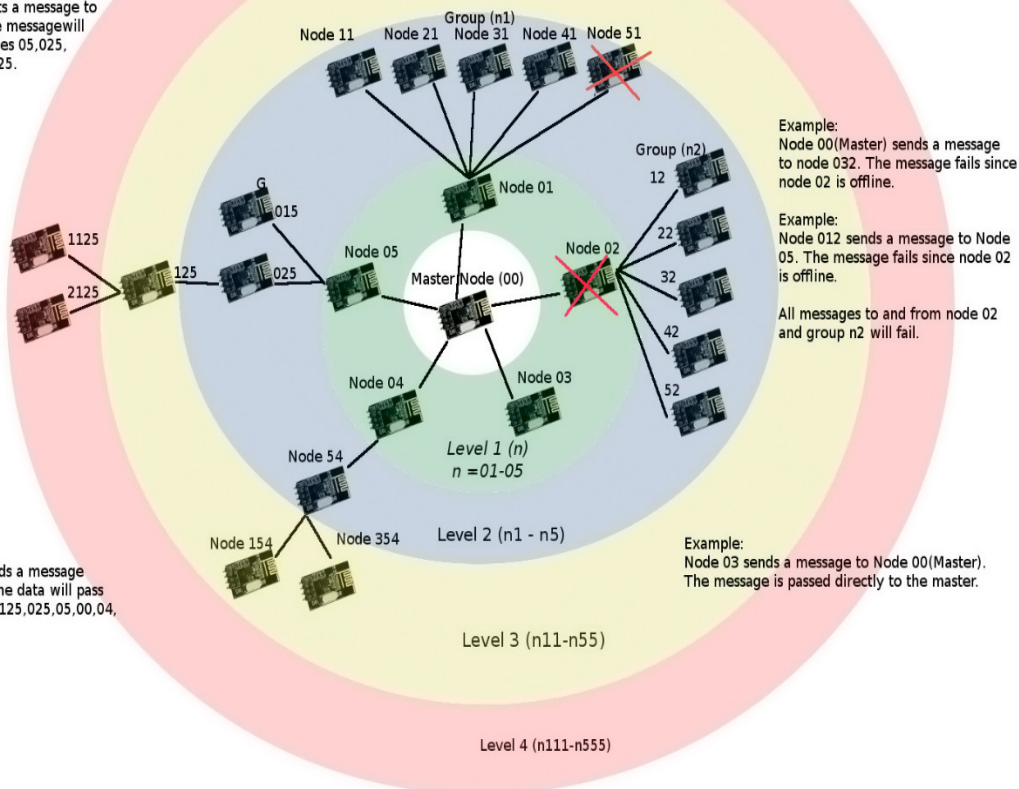 ts a message to
e messagewill
es 05,025,
25.
Group (n1)
Node 11
Node 21
Node 31
Node 41
Node 51
Example:
Node 00(Master) sends a message
to node 032. The message fails since
node 02 is offline.
Example:
Node 012 sends a message to Node
05. The message fails since node 02
is offline.
All messages to and from node 02
and group n2 will fail.
Group (n2)
12
22
32
42
52
Node 01
Node 02
G
015
025
125
1125
2125
Node 05
Master Node (00)
Node 04
Node 03
Level 1 (n)
n =01-05
Node 54
Node 154
Node 354
Level 2 (n1 - n5)
ds a message
he data will pass
125,025,05,00,04,
Example:
Node 03 sends a message to Node 00(Master).
The message is passed directly to the master.
Level 3 (n11-n55)
Level 4 (n111-n555)